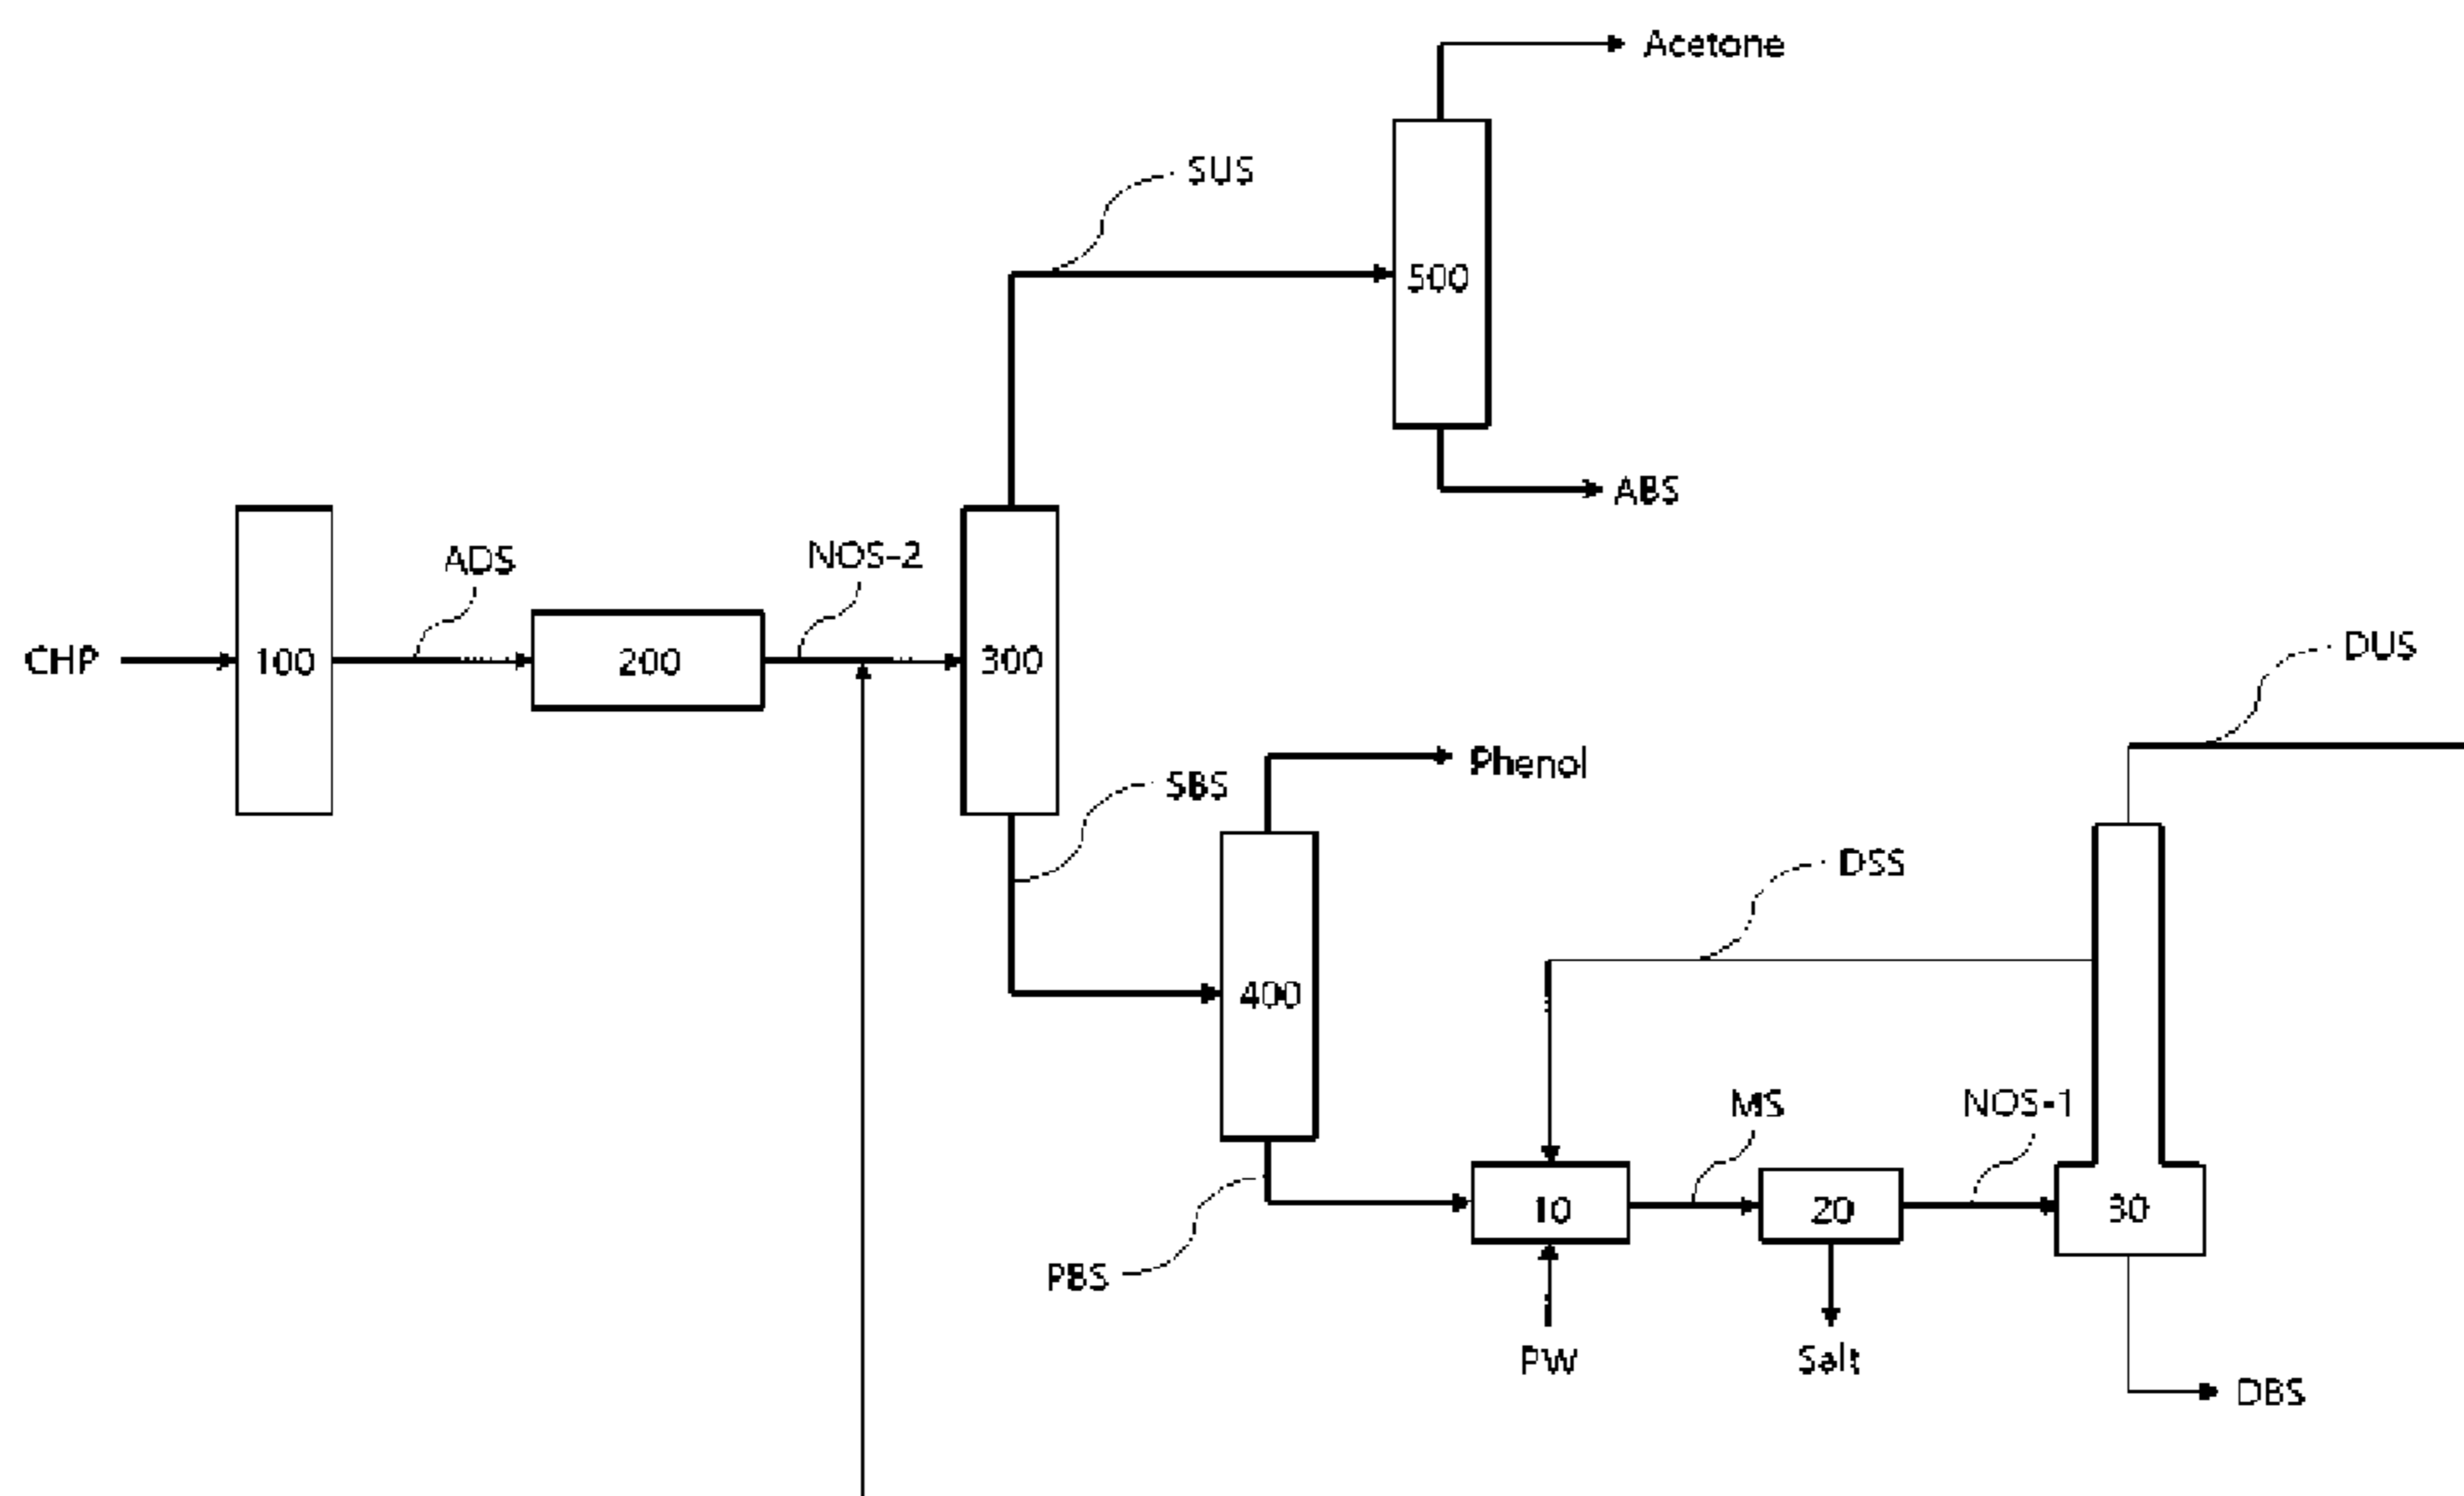 Acetone
SUS
500
ABS
ADS
NOS-2
CHP
100
200
300
DUS
Phenol
SBS
DSS
400
MS
NOS-1
10
20
30
PBS
PW
Salt
DBS